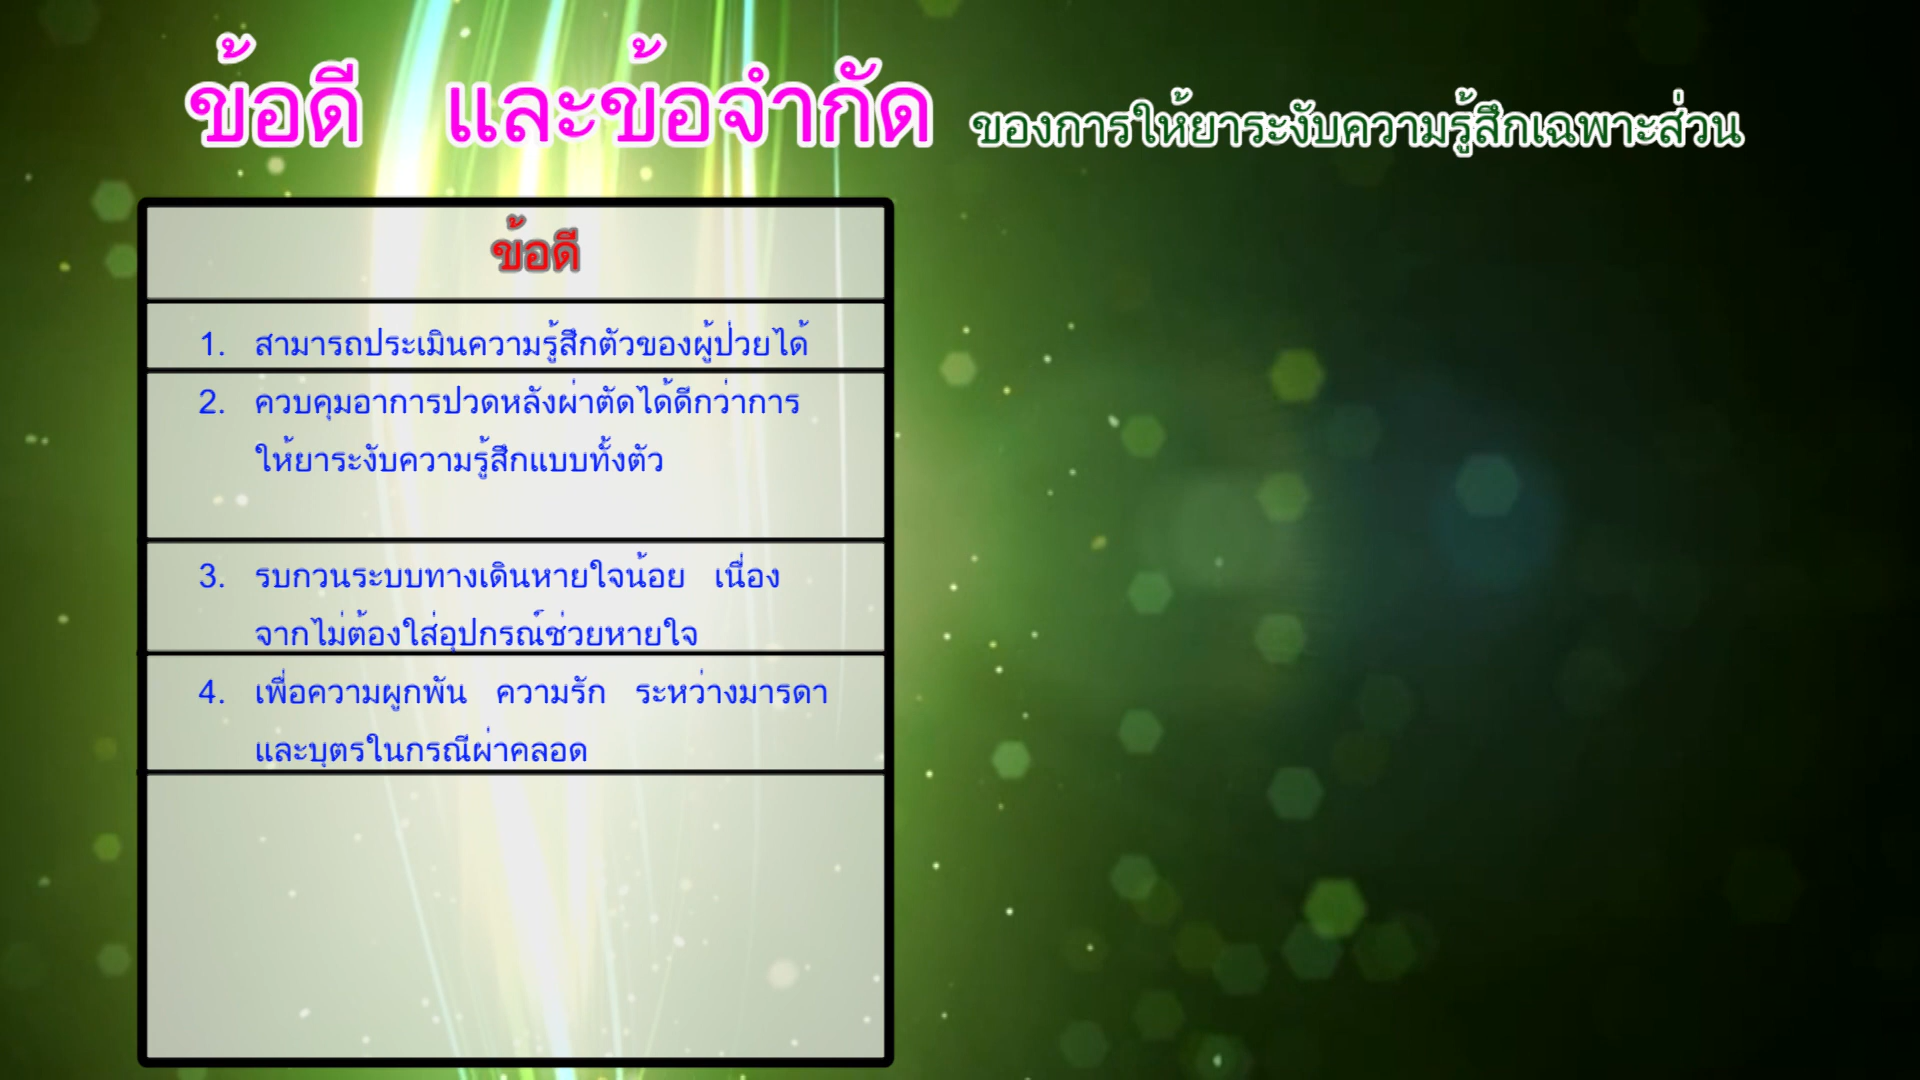 ข้อดี และข้อจำกัด ของการให้ยาระงับความรู้สึกเฉพาะส่วน
ข้อดี
1. สามารถประเมินความรู้สึกตัวของผู้ป่วยได้
2. ควบคุมอาการปวดหลังผ่าตัดได้ดีกว่าการ
ให้ยาระงับความรู้สึกแบบทั้งตัว
3. รบกวนระบบทางเดินหายใจน้อย เนื่อง
จากไม่ต้องใส่อุปกรณ์ช่วยหายใจ
4. เพื่อความผูกพัน ความรัก ระหว่างมารดา
และบุตรในกรณีผ่าคลอด